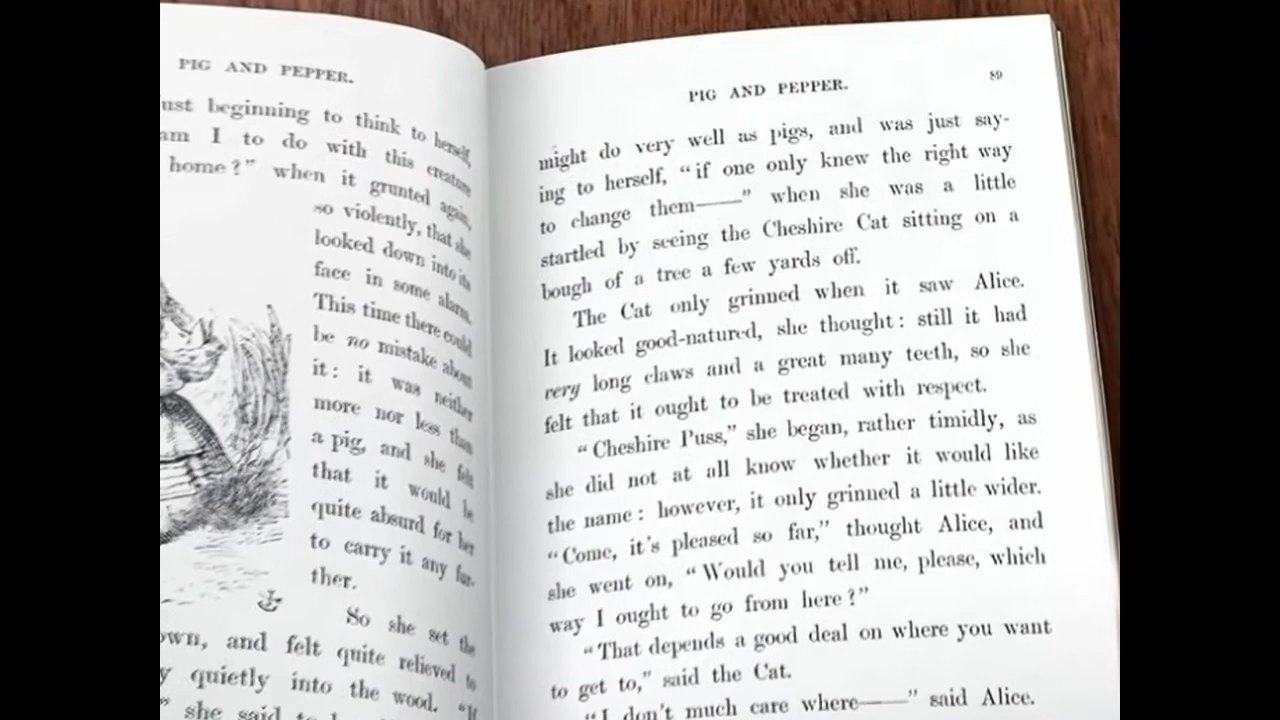 PIG AND PEPPER.
ust beginning to think to herself,
am I to do with this creature
home?" when it grunted again,
so violently, that she
looked down into its
face in some alarm.
This time there could
be no mistake about
it: it was neither
more nor less than
a pig, and she felt
that it would be
quite absurd for her
to carry it any fur-
ther.
So she set the
own, and felt quite relieved to
y quietly into the wood. "If
" she said to
PIG AND PEPPER. 89
might do very well as pigs, and was just say-
ing to herself, "if one only knew the right way
to change them——" when she was a little
startled by seeing the Cheshire Cat sitting on a
bough of a tree a few yards off.
The Cat only grinned when it saw Alice.
It looked good-natured, she thought: still it had
very long claws and a great many teeth, so she
felt that it ought to be treated with respect.
"Cheshire Puss," she began, rather timidly, as
she did not at all know whether it would like
the name: however, it only grinned a little wider.
"Come, it's pleased so far," thought Alice, and
she went on, "Would you tell me, please, which
way I ought to go from here?"
"That depends a good deal on where you want
to get to," said the Cat.
"I don't much care where——" said Alice.